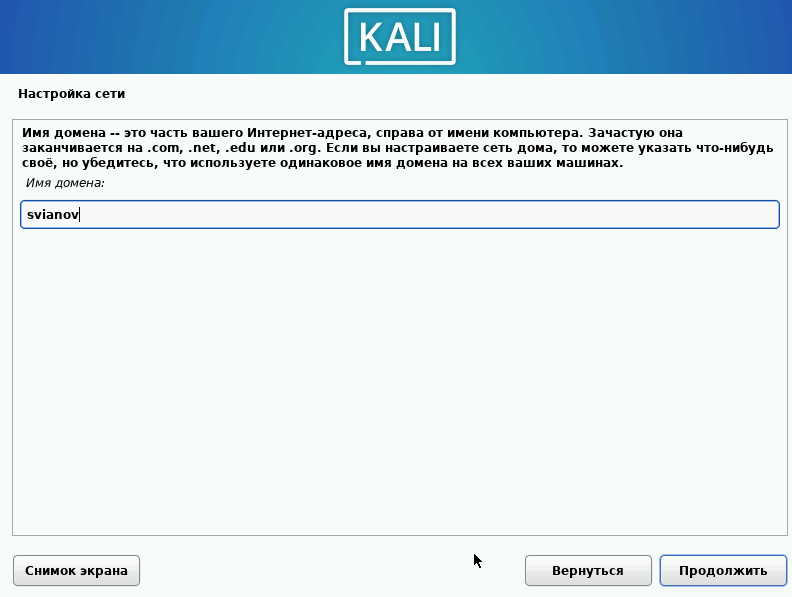 KALI
Настройка сети
Имя домена -- это часть вашего Интернет-адреса, справа от имени компьютера. Зачастую она
заканчивается на .com, .net, .edu или .org. Если вы настраиваете сеть дома, то можете указать что-нибудь
своё, но убедитесь, что используете одинаковое имя домена на всех ваших машинах.
Имя домена:
svianov
Снимок экрана
Вернуться
Продолжить